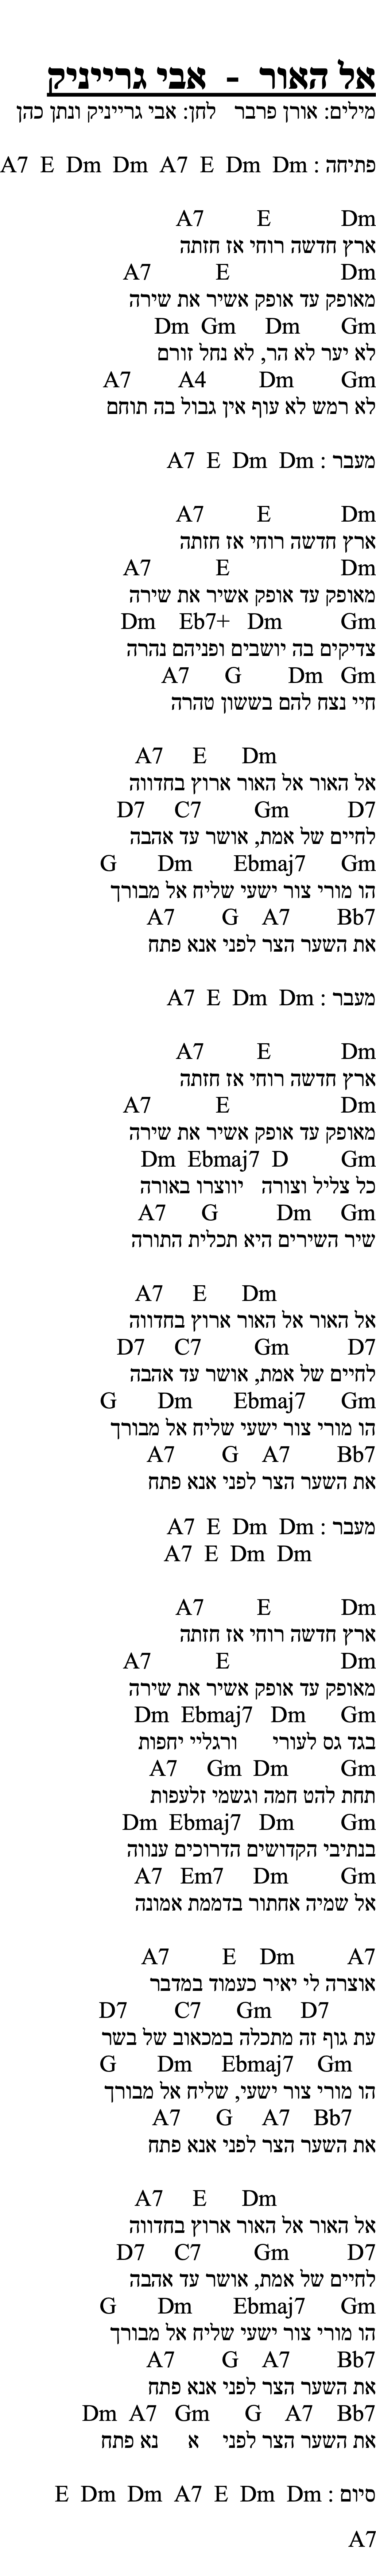 אל האור - אבי גרייניק
מילים: אורן פרבר לחן: אבי גרייניק ונתן כהן
פתיחה : A7 E Dm Dm A7 E Dm Dm
A7 E Dm
ארץ חדשה רוחי אז חזתה
A7 E Dm
מאופק עד אופק אשיר את שירה
Dm Gm Dm Gm
לא יער לא הר, לא נחל זורם
A7 A4 Dm Gm
לא רמש לא עוף אין גבול בה תוחם
מעבר : A7 E Dm Dm
A7 E Dm
ארץ חדשה רוחי אז חזתה
A7 E Dm
מאופק עד אופק אשיר את שירה
Dm Eb7+ Dm Gm
צדיקים בה יושבים ופניהם נהרה
A7 G Dm Gm
חיי נצח להם בששון טהרה
A7 E Dm
אל האור אל האור ארוץ בחדווה
D7 C7 Gm D7
לחיים של אמת, אושר עד אהבה
G Dm Ebmaj7 Gm
הו מורי צור ישעי שליח אל מבורך
A7 G A7 Bb7
את השער הצר לפני אנא פתח
מעבר : A7 E Dm Dm
A7 E Dm
ארץ חדשה רוחי אז חזתה
A7 E Dm
מאופק עד אופק אשיר את שירה
Dm Ebmaj7 D Gm
כל צליל וצורה יווצרו באורה
A7 G Dm Gm
שיר השירים היא תכלית התורה
A7 E Dm
אל האור אל האור ארוץ בחדווה
D7 C7 Gm D7
לחיים של אמת, אושר עד אהבה
G Dm Ebmaj7 Gm
הו מורי צור ישעי שליח אל מבורך
A7 G A7 Bb7
את השער הצר לפני אנא פתח
מעבר : A7 E Dm Dm
A7 E Dm Dm
A7 E Dm
ארץ חדשה רוחי אז חזתה
A7 E Dm
מאופק עד אופק אשיר את שירה
Dm Ebmaj7 Dm Gm
בגד גס לעורי ורגליי יחפות
A7 Gm Dm Gm
תחת להט חמה וגשמי זלעפות
Dm Ebmaj7 Dm Gm
בנתיבי הקדושים הדרוכים ענווה
A7 Em7 Dm Gm
אל שמיה אחתור בדממת אמונה
A7 E Dm A7
אוצרה לי יאיר כעמוד במדבר
D7 C7 Gm D7
עת גוף זה מתכלה במכאוב של בשר
G Dm Ebmaj7 Gm
הו מורי צור ישעי, שליח אל מבורך
A7 G A7 Bb7
את השער הצר לפני אנא פתח
A7 E Dm
אל האור אל האור ארוץ בחדווה
D7 C7 Gm D7
לחיים של אמת, אושר עד אהבה
G Dm Ebmaj7 Gm
הו מורי צור ישעי שליח אל מבורך
A7 G A7 Bb7
את השער הצר לפני אנא פתח
Dm A7 Gm G A7 Bb7
את השער הצר לפני א נא פתח
סיום : E Dm Dm A7 E Dm Dm
A7